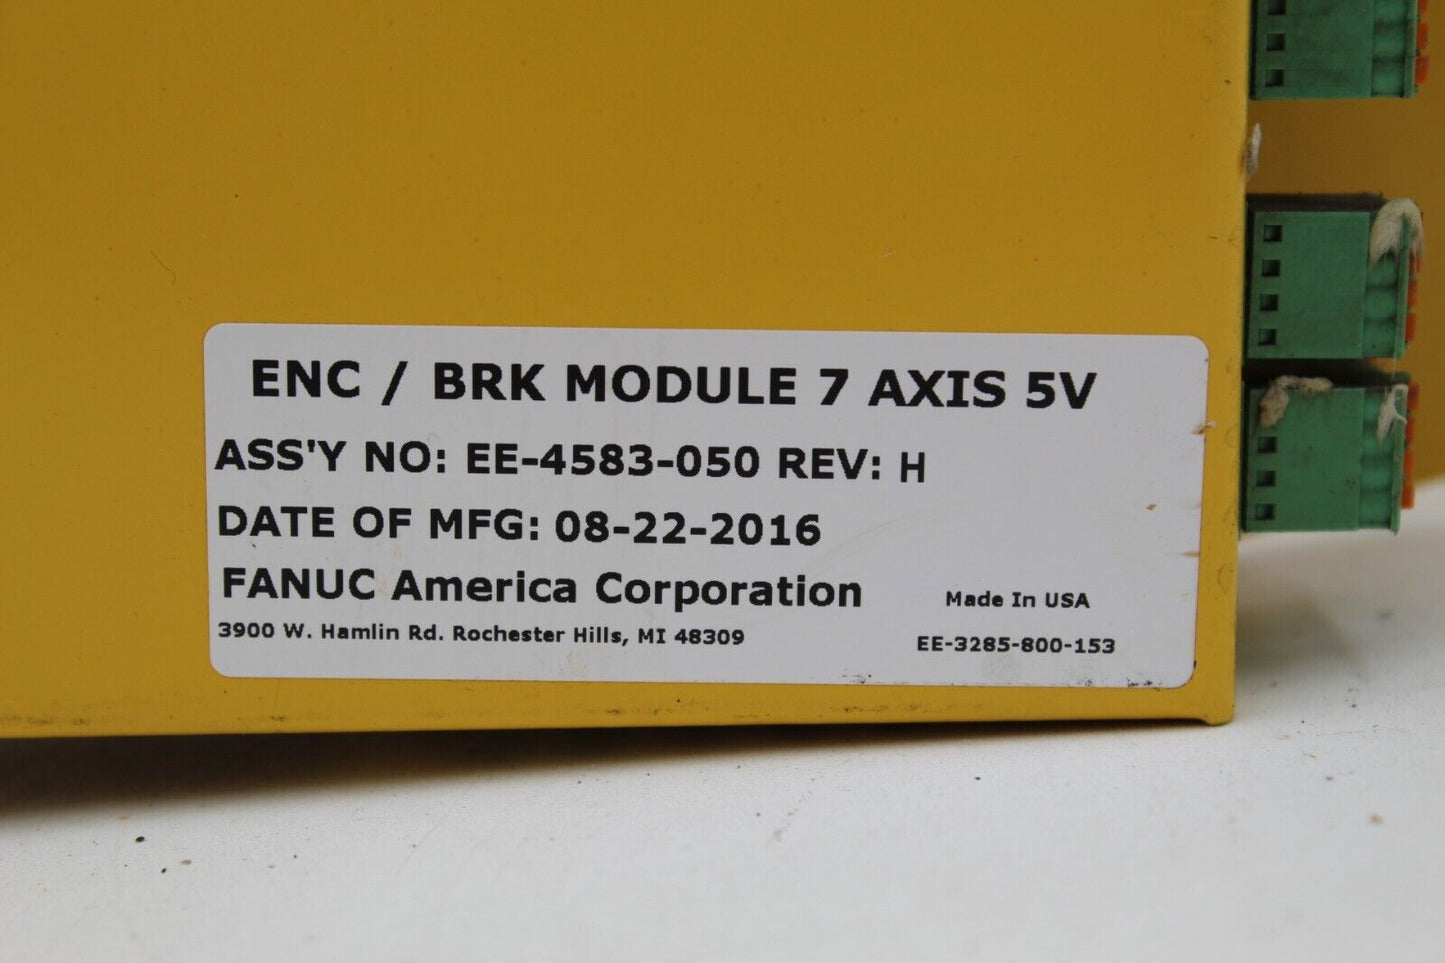 ENC / BRK MODULE 7 AXIS 5V
ASS'Y NO: EE-4583-050 REV: H
DATE OF MFG: 08-22-2016
FANUC America Corporation
Made In USA
3900 W. Hamlin Rd. Rochester Hills, MI 48309
EE-3285-800-153